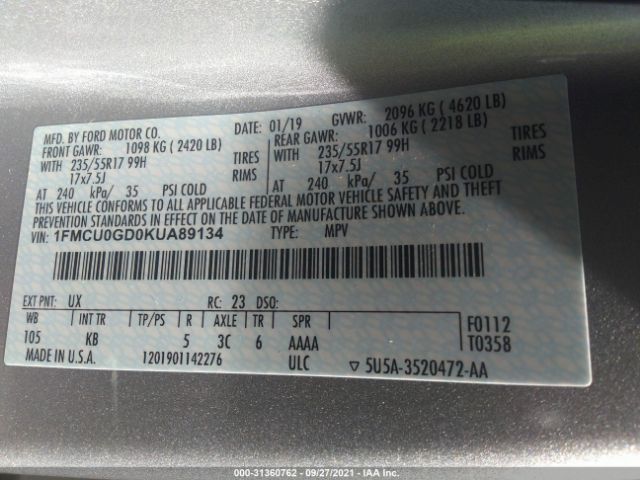 MFD. BY FORD MOTOR CO. DATE: 01/19 GVWR: 2096 KG ( 4620 LB)
FRONT GAWR: 1098 KG ( 2420 LB) REAR GAWR: 1006 KG ( 2218 LB)
WITH 235/55R17 99H TIRES WITH 235/55R17 99H TIRES
17x7.5J RIMS 17x7.5J RIMS
AT 240 kPa/ 35 PSI COLD AT 240 kPa/ 35 PSI COLD
THIS VEHICLE CONFORMS TO ALL APPLICABLE FEDERAL MOTOR VEHICLE SAFETY AND THEFT
PREVENTION STANDARDS IN EFFECT ON THE DATE OF MANUFACTURE SHOWN ABOVE.
VIN: 1FMCU0GD0KUA89134 TYPE: MPV
EXT PNT: UX RC: 23 DSO:
WB INT TR TP/PS R AXLE TR SPR F0112
105 KB 5 3C 6 AAAA T0358
MADE IN U.S.A. 1201901142276 ULC ▽ 5U5A-3520472-AA
000-31360762 - 09/27/2021 - IAA Inc.